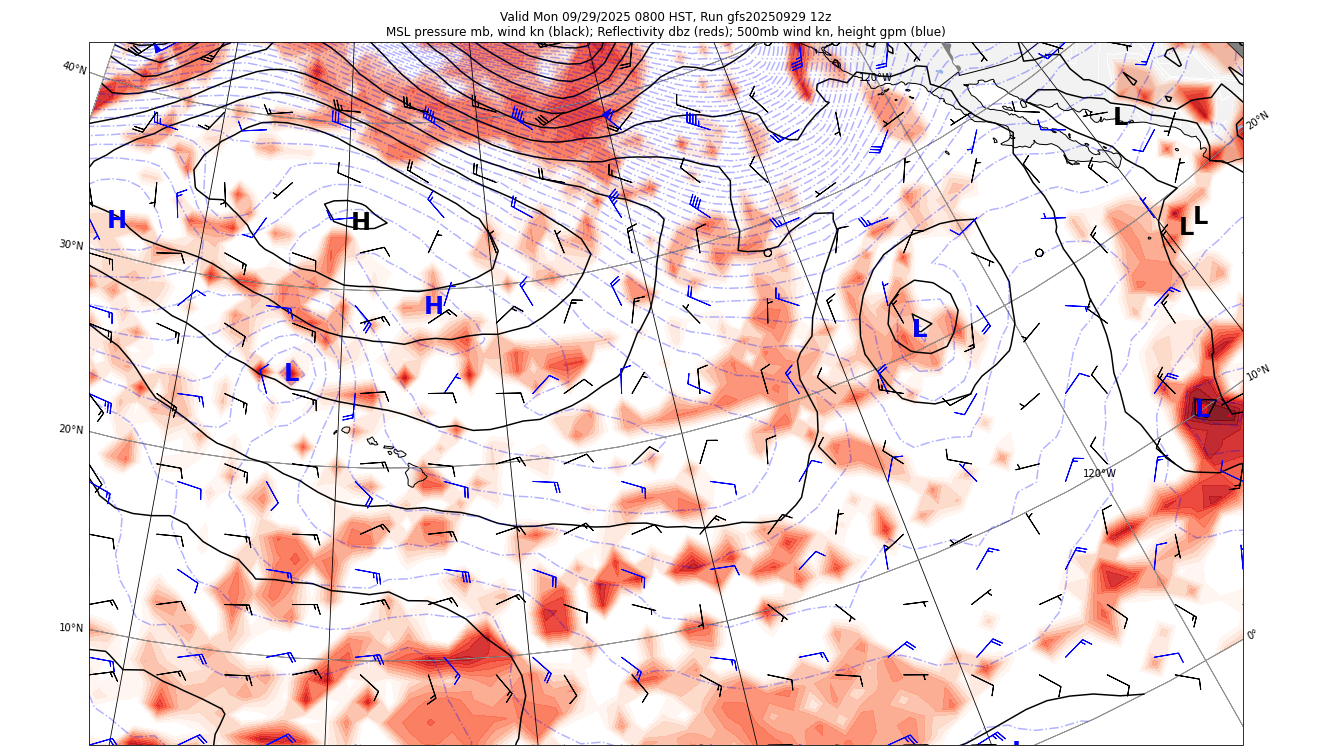 Valid Mon 09/29/2025 0800 HST, Run gfs20250929 12z
MSL pressure mb, wind kn (black); Reflectivity dbz (reds); 500mb wind kn, height gpm (blue)
40°N
120°W
L
20°N
H
H
L
L
30°N
H
L
L
10°N
L
20°N
120°W
10°N
0°